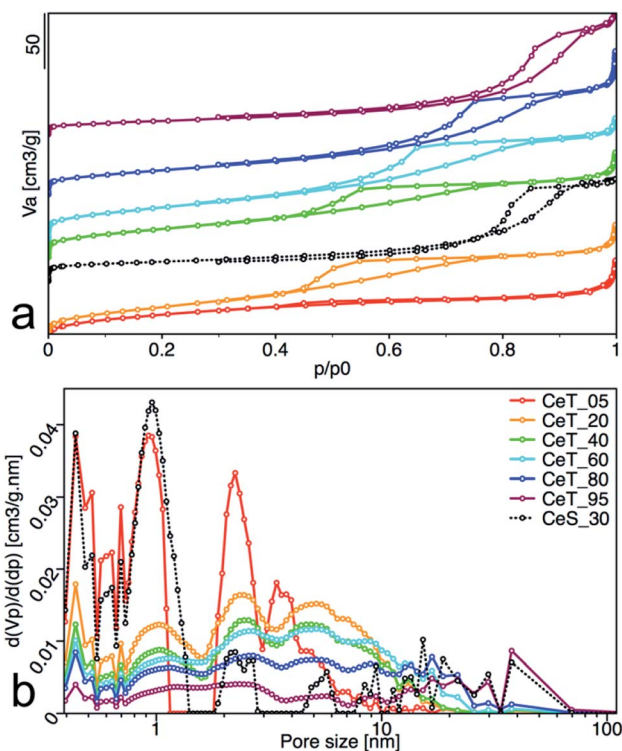 50
Va [cm3/g]
a
0 0.2 0.4 0.6 0.8 1
p/p0
d(Vp)/d(dp) [cm3/g.nm]
0.04
0.03
0.02
0.01
0
CeT_05
CeT_20
CeT_40
CeT_60
CeT_80
CeT_95
CeS_30
b
1 10 100
Pore size [nm]